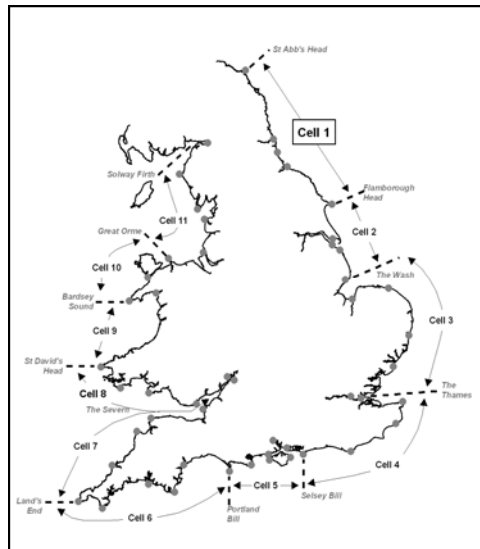 St Abb's Head
Cell 1
Solway Firth
Flamborough
Head
Great Orme
Cell 11
Cell 2
Cell 10
The Wash
Bardsey
Sound
Cell 9
Cell 3
St David's
Head
Cell 8
The Severn
The
Thames
Cell 7
Cell 4
Land's
End
Cell 6
Portland
Bill
Cell 5
Selsey Bill